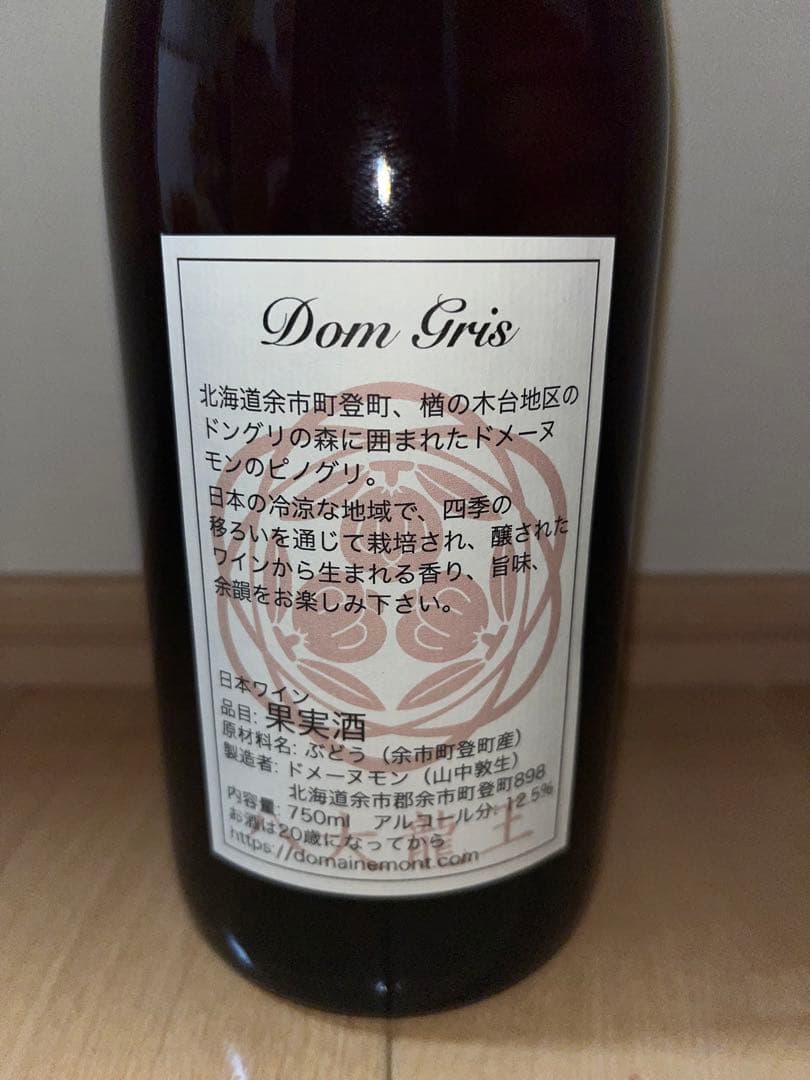 Dom Gris
北海道余市町登町、楢の木台地区の
ドングリの森に囲まれたドメーヌ
モンのピノグリ。
日本の冷涼な地域で、四季の
移ろいを通じて栽培され、醸された
ワインから生まれる香り、旨味、
余韻をお楽しみ下さい。
日本ワイン
品目: 果実酒
原材料名: ぶどう（余市町登町産）
製造者: ドメーヌモン（山中敦生）
北海道余市郡余市町登町898
内容量: 750ml アルコール分: 12.5%
お酒は20歳になってから
https://domainemont.com
八大龍王